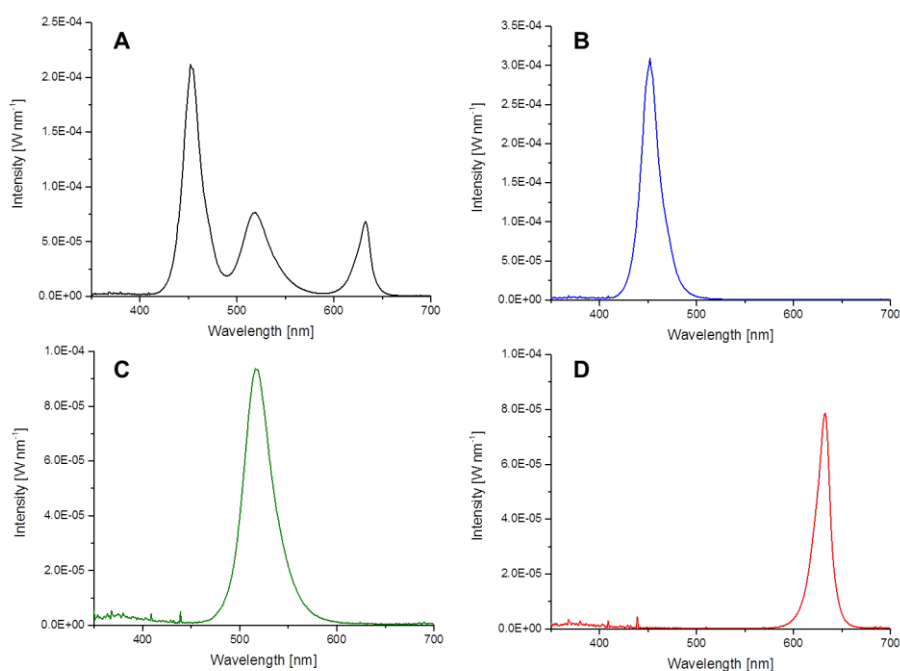 A
Intensity [W nm-1]
2.5E-04
2.0E-04
1.5E-04
1.0E-04
5.0E-05
0.0E+00
400 500 600 700
Wavelength [nm]
B
Intensity [W nm-1]
3.5E-04
3.0E-04
2.5E-04
2.0E-04
1.5E-04
1.0E-04
5.0E-05
0.0E+00
400 500 600 700
Wavelength [nm]
C
Intensity [W nm-1]
1.0E-04
8.0E-05
6.0E-05
4.0E-05
2.0E-05
0.0E+00
400 500 600 700
Wavelength [nm]
D
Intensity [W nm-1]
1.0E-04
8.0E-05
6.0E-05
4.0E-05
2.0E-05
0.0E+00
400 500 600 700
Wavelength [nm]